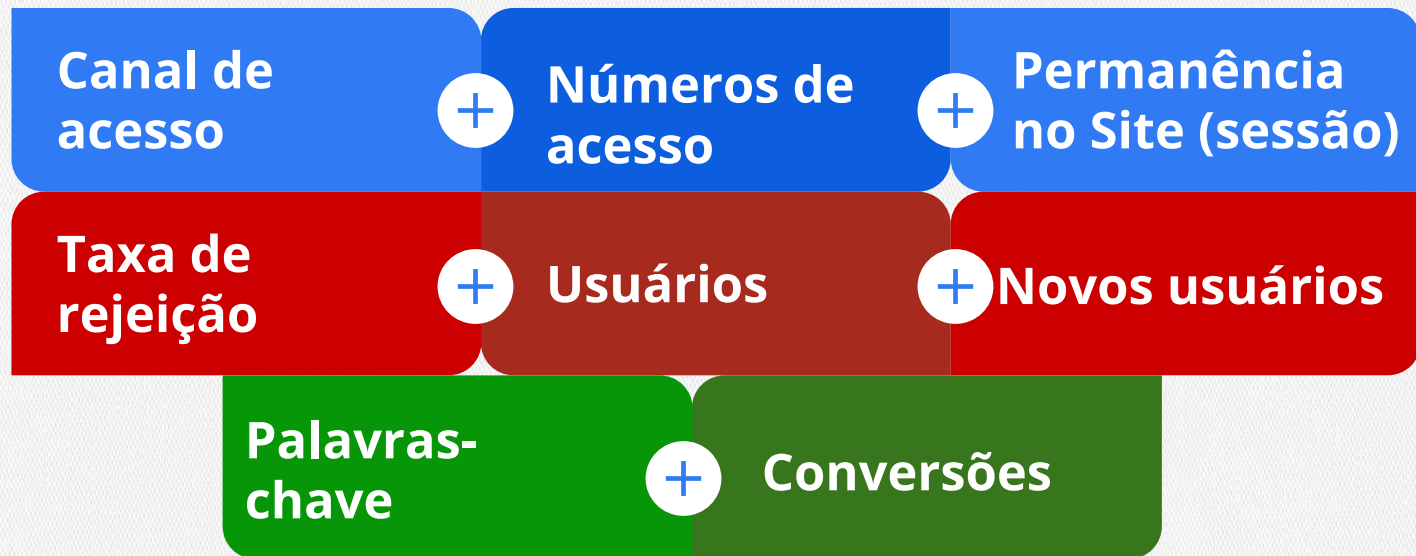 Canal de
acesso
Números de
acesso
Permanência
no Site (sessão)
Taxa de
rejeição
Usuários
Novos usuários
Palavras-
chave
Conversões